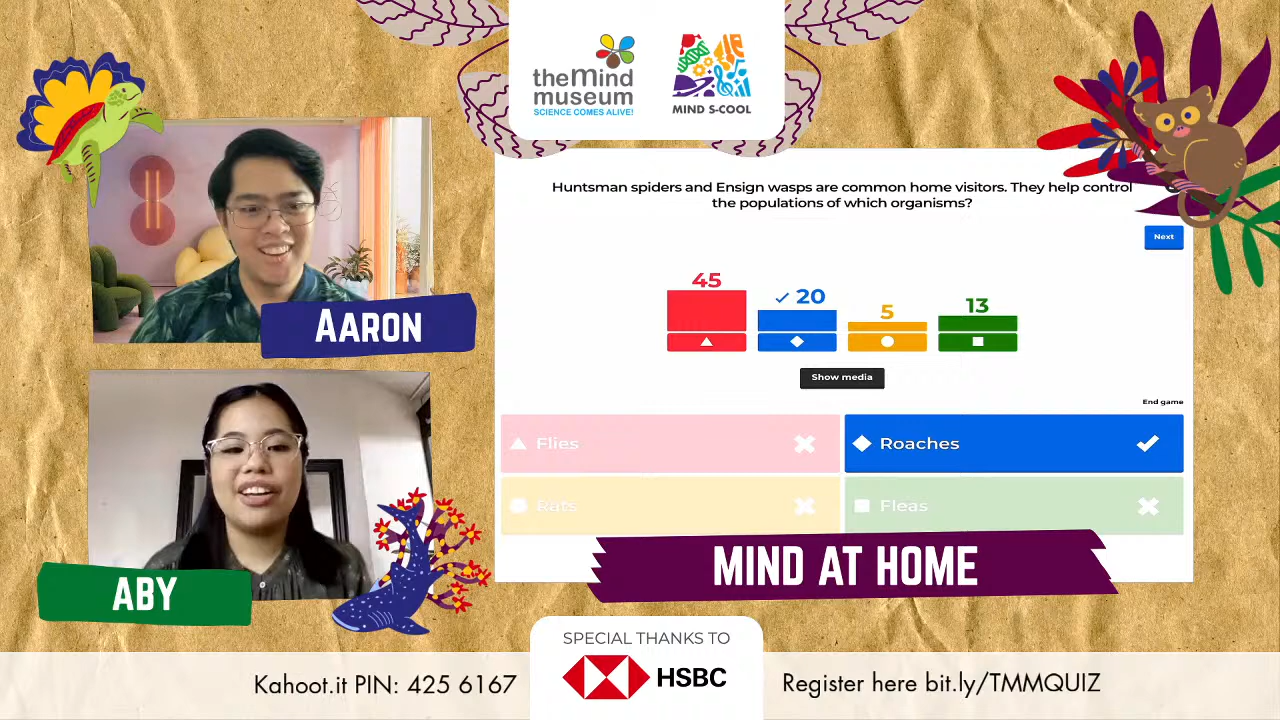 theMind
museum
SCIENCE COMES ALIVE!
MIND S-COOL
Huntsman spiders and Ensign wasps are common home visitors. They help control
the populations of which organisms?
Next
45
20
5
13
Show media
End game
Flies
Roaches
Rats
Fleas
AARON
ABY
MIND AT HOME
SPECIAL THANKS TO
HSBC
Kahoot.it PIN: 425 6167
Register here bit.ly/TMMQUIZ